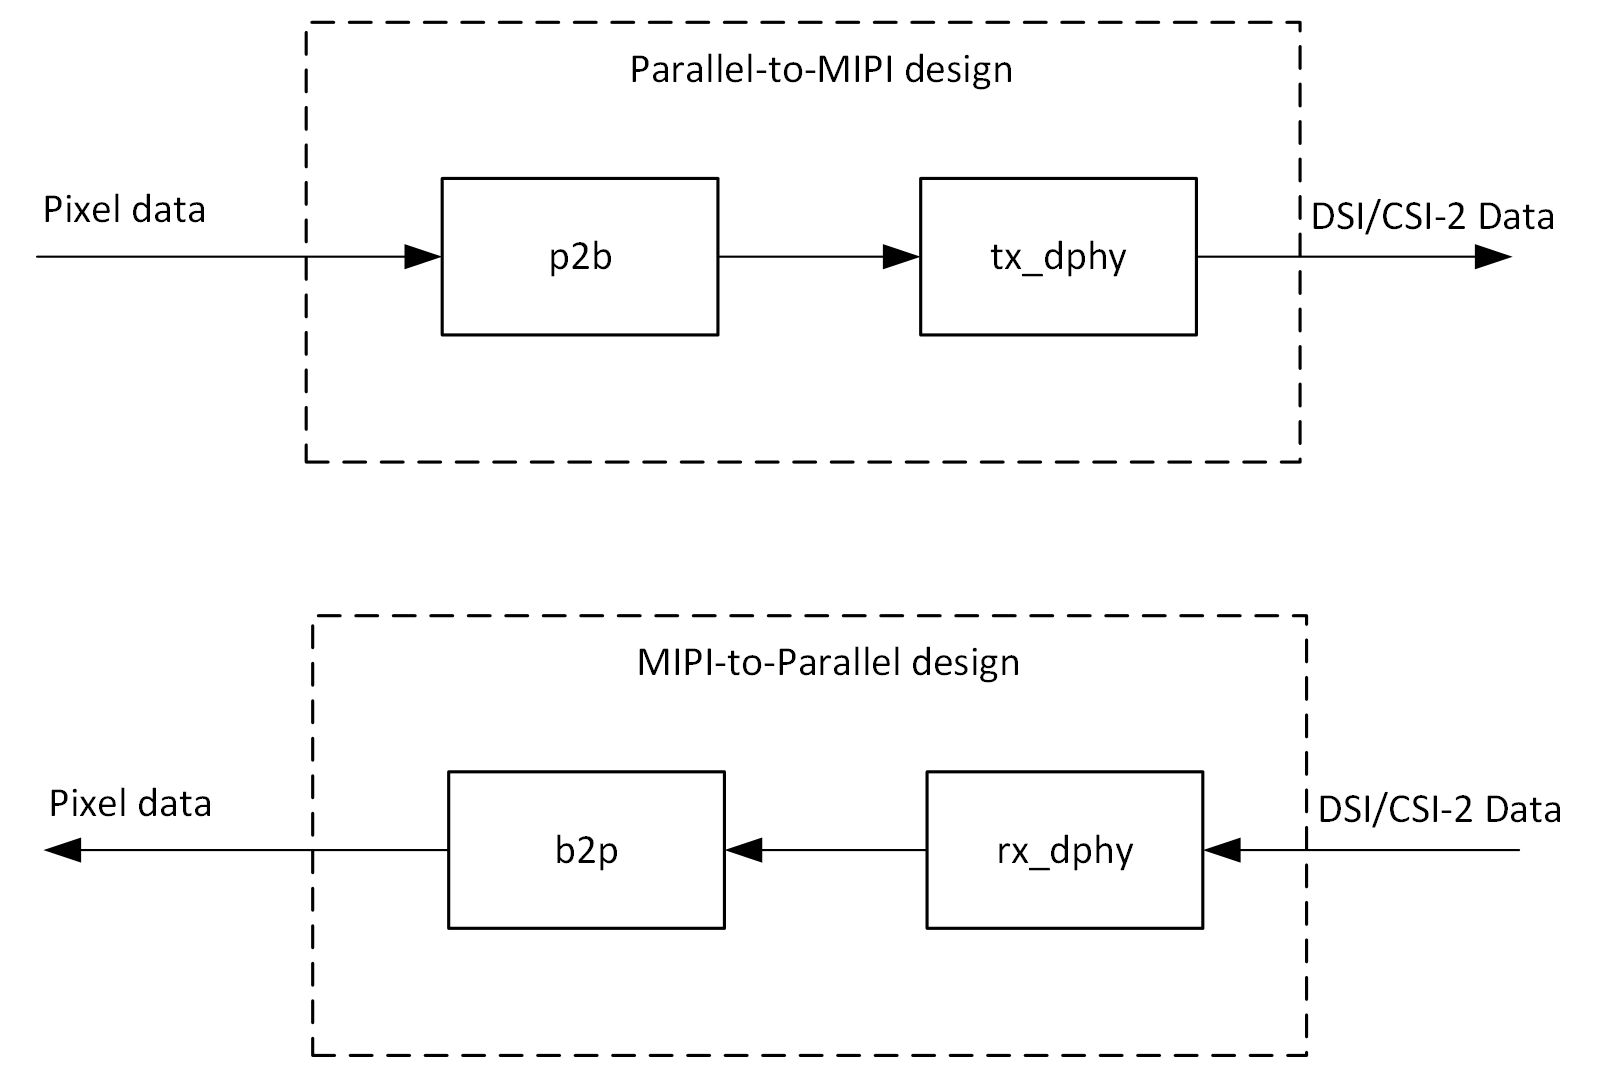 Parallel-to-MIPI design
Pixel data
p2b
tx_dphy
DSI/CSI-2 Data
MIPI-to-Parallel design
Pixel data
b2p
rx_dphy
DSI/CSI-2 Data